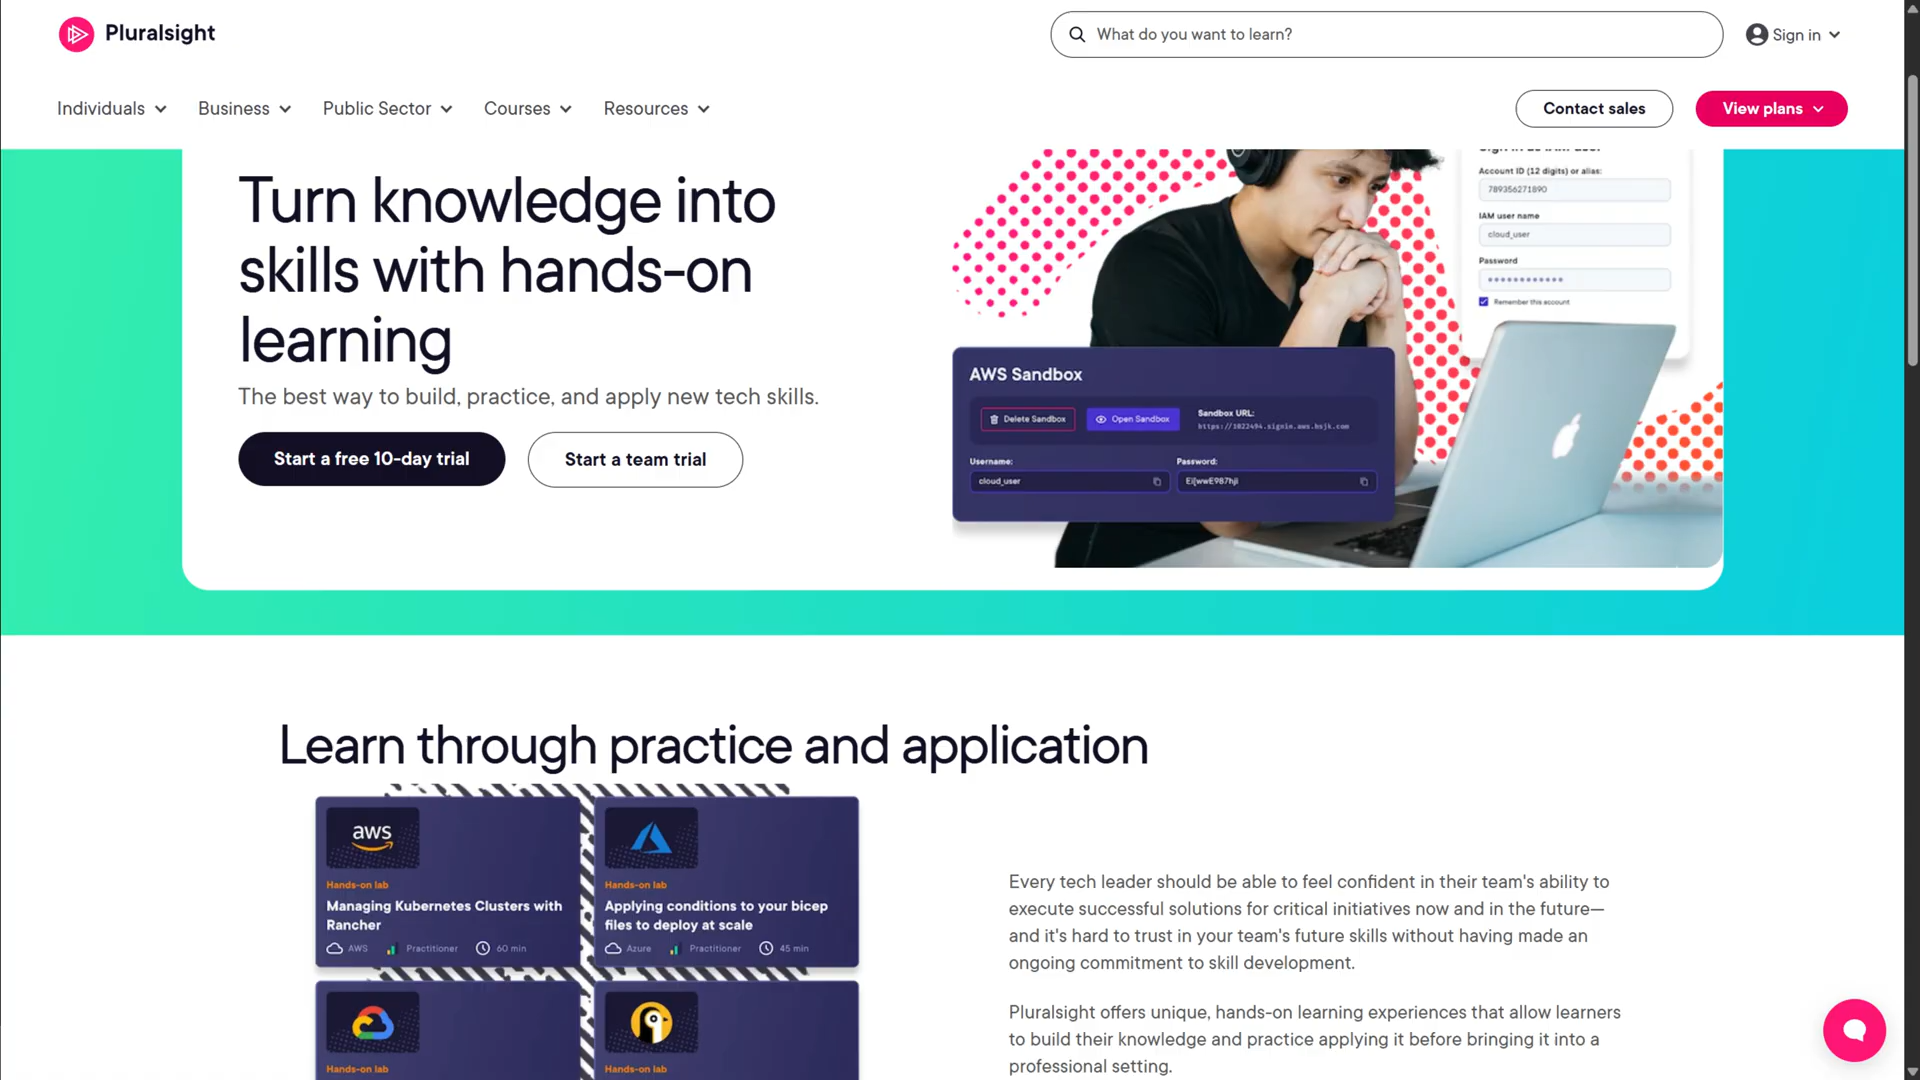 Pluralsight
What do you want to learn?
Sign in
Individuals
Business
Public Sector
Courses
Resources
Contact sales
View plans
Turn knowledge into
skills with hands-on
learning
The best way to build, practice, and apply new tech skills.
Start a free 10-day trial
Start a team trial
Account ID (12 digits) or alias:
789356271890
IAM user name
cloud_user
Password
Remember this account
AWS Sandbox
Delete Sandbox
Open Sandbox
Sandbox URL:
https://1022494.signin.aws.hsjk.com
Username:
Password:
cloud_user
Ei[wwE987hji
Learn through practice and application
aws
Hands-on lab
Managing Kubernetes Clusters with
Rancher
AWS
Practitioner
60 min
Hands-on lab
Applying conditions to your bicep
files to deploy at scale
Azure
Practitioner
45 min
Hands-on lab
Hands-on lab
Every tech leader should be able to feel confident in their team's ability to
execute successful solutions for critical initiatives now and in the future—
and it's hard to trust in your team's future skills without having made an
ongoing commitment to skill development.
Pluralsight offers unique, hands-on learning experiences that allow learners
to build their knowledge and practice applying it before bringing it into a
professional setting.